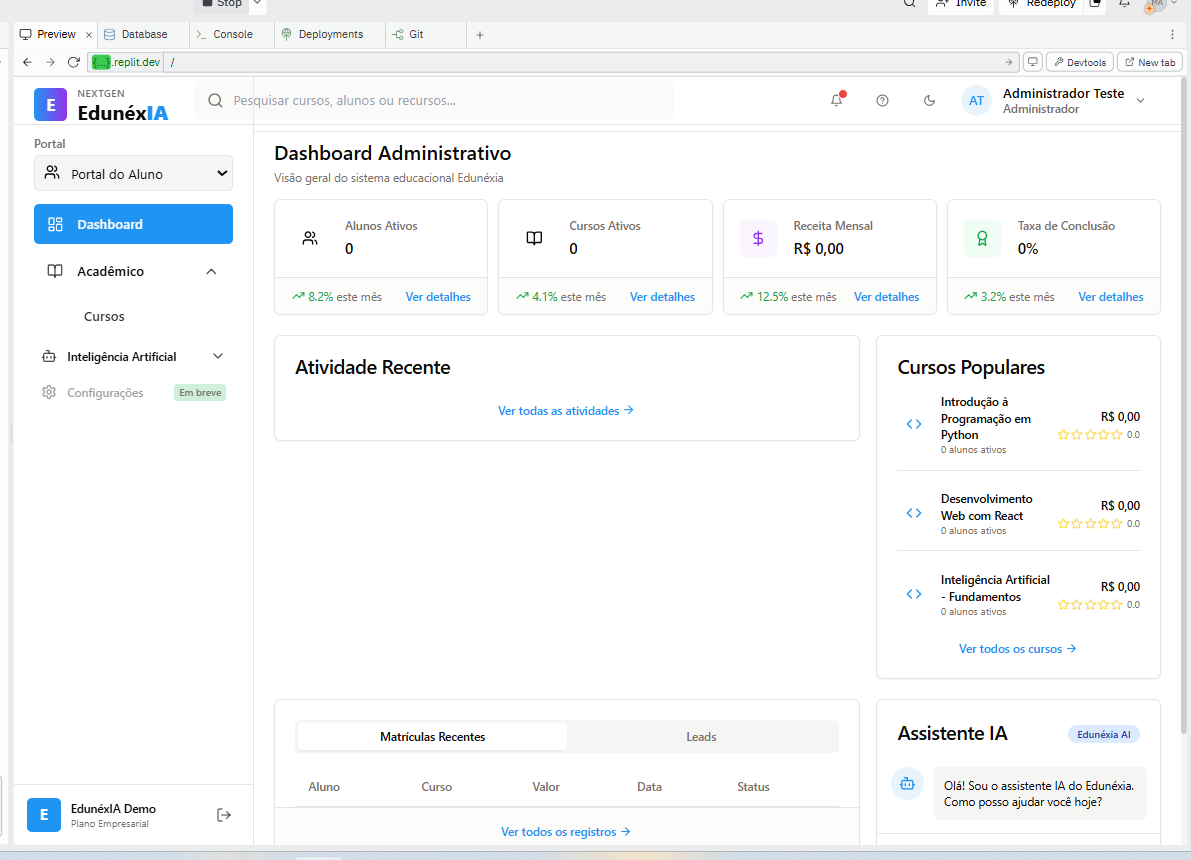 Stop
Invite
Redeploy
MA
Preview
Database
Console
Deployments
Git
{...}.replit.dev
/
Devtools
New tab
E
NEXTGEN
EdunéxIA
Pesquisar cursos, alunos ou recursos...
AT
Administrador Teste
Administrador
Portal
Portal do Aluno
Dashboard
Acadêmico
Cursos
Inteligência Artificial
Configurações
Em breve
E
EdunéxIA Demo
Plano Empresarial
Dashboard Administrativo
Visão geral do sistema educacional Edunéxia
Alunos Ativos
0
8.2% este mês
Ver detalhes
Cursos Ativos
0
4.1% este mês
Ver detalhes
Receita Mensal
R$ 0,00
12.5% este mês
Ver detalhes
Taxa de Conclusão
0%
3.2% este mês
Ver detalhes
Atividade Recente
Ver todas as atividades
Cursos Populares
Introdução à
Programação em
Python
0 alunos ativos
R$ 0,00
0.0
Desenvolvimento
Web com React
0 alunos ativos
R$ 0,00
0.0
Inteligência Artificial
- Fundamentos
0 alunos ativos
R$ 0,00
0.0
Ver todos os cursos
Matrículas Recentes
Leads
Aluno Curso Valor Data Status
Ver todos os registros
Assistente IA
Edunéxia AI
Olá! Sou o assistente IA do Edunéxia.
Como posso ajudar você hoje?